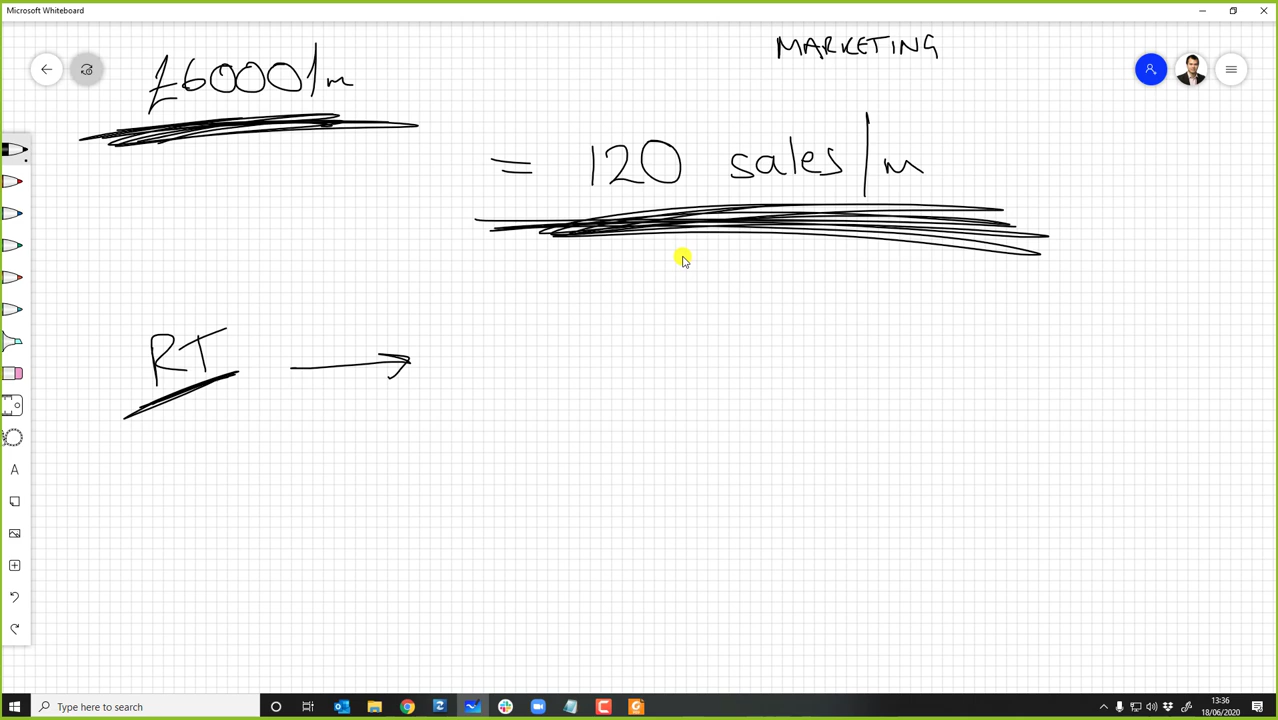 Microsoft Whiteboard
MARKETING
£6000/m
= 120 sales/m
RT →
A
Type here to search
13:36
18/06/2020